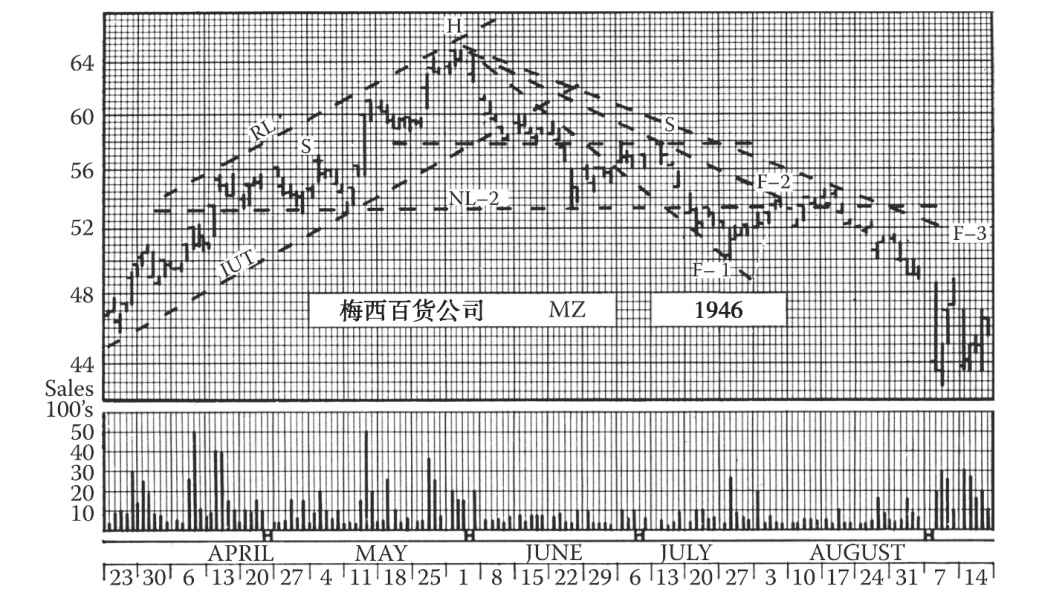 H
64
RL
60
S
S
56
F–2
NL–2
52
F–3
IUT
F–1
48
梅西百货公司 MZ 1946
44
Sales
100's
50
40
30
20
10
APRIL MAY JUNE JULY AUGUST
23 30 6 13 20 27 4 11 18 25 1 8 15 22 29 6 13 20 27 3 10 17 24 31 7 14